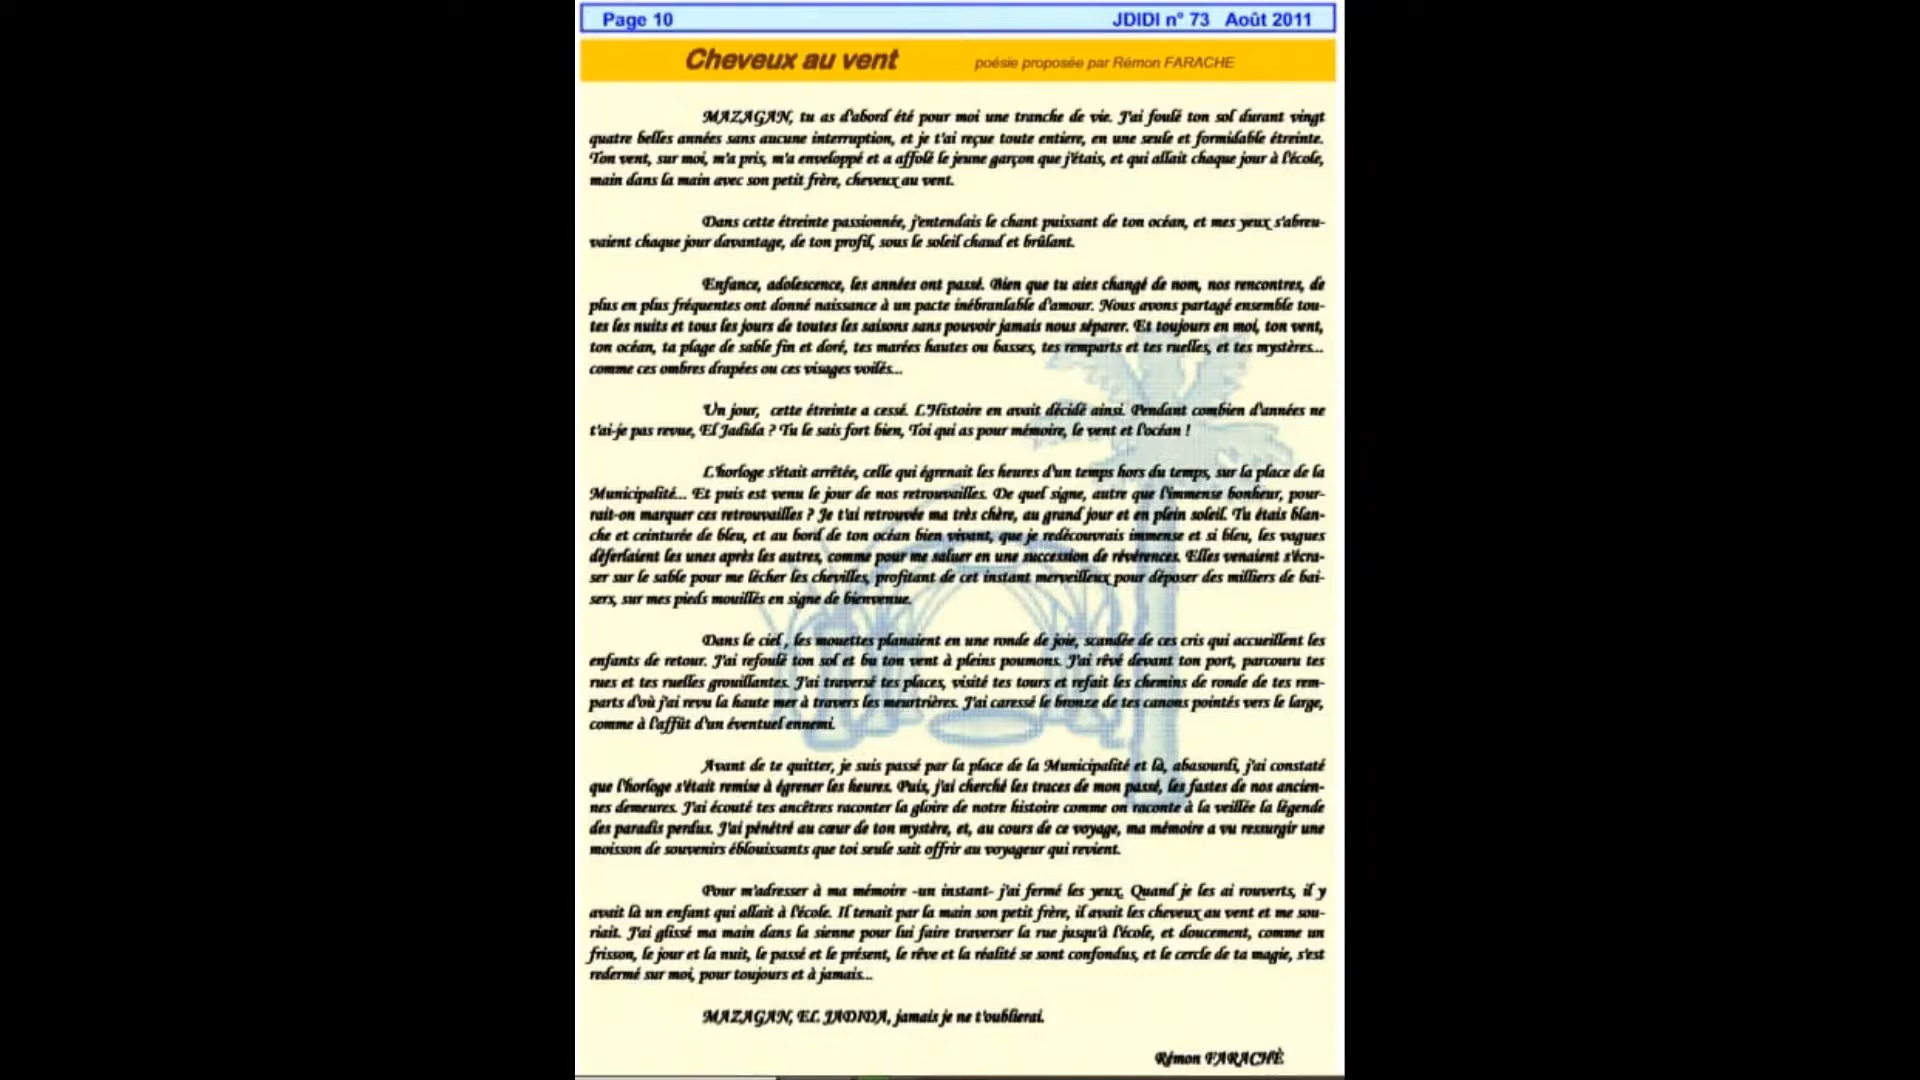 Page 10
JDIDI n° 73 Août 2011
Cheveux au vent
poésie proposée par Rémon FARACHE
MAZAGAN, tu as d'abord été pour moi une tranche de vie. J'ai foulé ton sol durant vingt
quatre belles années sans aucune interruption, et je t'ai reçue toute entiere, en une seule et formidable étreinte.
Ton vent, sur moi, m'a pris, m'a enveloppé et a affolé le jeune garçon que j'étais, et qui allait chaque jour à l'école,
main dans la main avec son petit frère, cheveux au vent.
Dans cette étreinte passionnée, j'entendais le chant puissant de ton océan, et mes yeux s'abreu-
vaient chaque jour davantage, de ton profil, sous le soleil chaud et brûlant.
Enfance, adolescence, les années ont passé. Bien que tu aies changé de nom, nos rencontres, de
plus en plus fréquentes ont donné naissance à un pacte inébranlable d'amour. Nous avons partagé ensemble tou-
tes les nuits et tous les jours de toutes les saisons sans pouvoir jamais nous séparer. Et toujours en moi, ton vent,
ton océan, ta plage de sable fin et doré, tes marées hautes ou basses, tes remparts et tes ruelles, et tes mystères...
comme ces ombres drapées ou ces visages voilés...
Un jour, cette étreinte a cessé. L'Histoire en avait décidé ainsi. Pendant combien d'années ne
t'ai-je pas revue, El Jadida ? Tu le sais fort bien, Toi qui as pour mémoire, le vent et l'océan !
L'horloge s'était arrêtée, celle qui égrenait les heures d'un temps hors du temps, sur la place de la
Municipalité... Et puis est venu le jour de nos retrouvailles. De quel signe, autre que l'immense bonheur, pour-
rait-on marquer ces retrouvailles ? Je t'ai retrouvée ma très chère, au grand jour et en plein soleil. Tu étais blan-
che et ceinturée de bleu, et au bord de ton océan bien vivant, que je redécouvrais immense et si bleu, les vagues
déferlaient les unes après les autres, comme pour me saluer en une succession de révérences. Elles venaient s'écra-
ser sur le sable pour me lécher les chevilles, profitant de cet instant merveilleux pour déposer des milliers de bai-
sers, sur mes pieds mouillés en signe de bienvenue.
Dans le ciel , les mouettes planaient en une ronde de joie, scandée de ces cris qui accueillent les
enfants de retour. J'ai refoulé ton sol et bu ton vent à pleins poumons. J'ai rêvé devant ton port, parcouru tes
rues et tes ruelles grouillantes. J'ai traversé tes places, visité tes tours et refait les chemins de ronde de tes rem-
parts d'où j'ai revu la haute mer à travers les meurtrières. J'ai caressé le bronze de tes canons pointés vers le large,
comme à l'affût d'un éventuel ennemi.
Avant de te quitter, je suis passé par la place de la Municipalité et là, abasourdi, j'ai constaté
que l'horloge s'était remise à égrener les heures. Puis, j'ai cherché les traces de mon passé, les fastes de nos ancien-
nes demeures. J'ai écouté tes ancêtres raconter la gloire de notre histoire comme on raconte à la veillée la légende
des paradis perdus. J'ai pénétré au cœur de ton mystère, et, au cours de ce voyage, ma mémoire a vu ressurgir une
moisson de souvenirs éblouissants que toi seule sait offrir au voyageur qui revient.
Pour m'adresser à ma mémoire -un instant- j'ai fermé les yeux. Quand je les ai rouverts, il y
avait là un enfant qui allait à l'école. Il tenait par la main son petit frère, il avait les cheveux au vent et me sou-
riait. J'ai glissé ma main dans la sienne pour lui faire traverser la rue jusqu'à l'école, et doucement, comme un
frisson, le jour et la nuit, le passé et le présent, le rêve et la réalité se sont confondus, et le cercle de ta magie, s'est
refermé sur moi, pour toujours et à jamais...
MAZAGAN, EL JADIDA, jamais je ne t'oublierai.
Rémon FARACHE